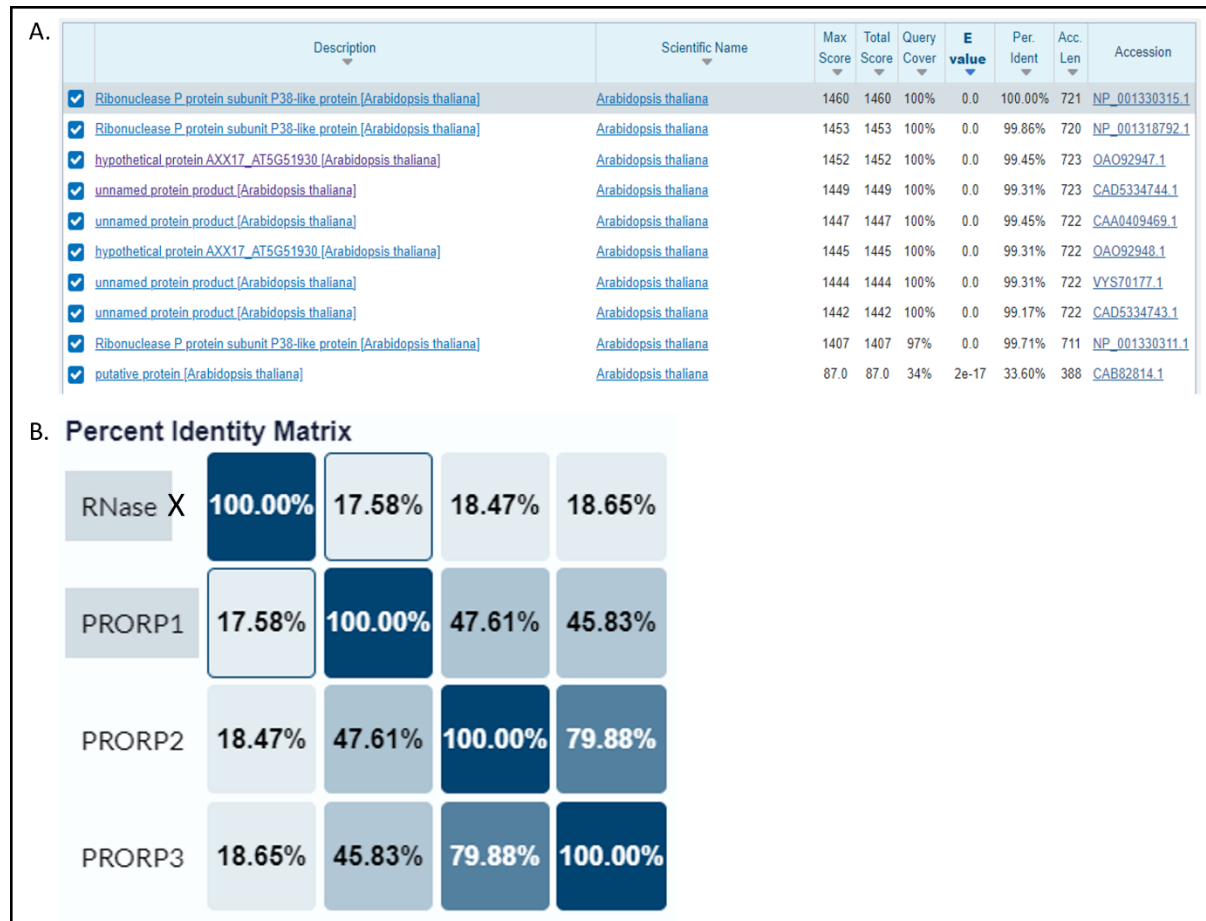 A.
Description Scientific Name Max Score Total Score Query Cover E value Per. Ident Acc. Len Accession
Ribonuclease P protein subunit P38-like protein [Arabidopsis thaliana] Arabidopsis thaliana 1460 1460 100% 0.0 100.00% 721 NP_001330315.1
Ribonuclease P protein subunit P38-like protein [Arabidopsis thaliana] Arabidopsis thaliana 1453 1453 100% 0.0 99.86% 720 NP_001318792.1
hypothetical protein AXX17_AT5G51930 [Arabidopsis thaliana] Arabidopsis thaliana 1452 1452 100% 0.0 99.45% 723 OAO92947.1
unnamed protein product [Arabidopsis thaliana] Arabidopsis thaliana 1449 1449 100% 0.0 99.31% 723 CAD5334744.1
unnamed protein product [Arabidopsis thaliana] Arabidopsis thaliana 1447 1447 100% 0.0 99.45% 722 CAA0409469.1
hypothetical protein AXX17_AT5G51930 [Arabidopsis thaliana] Arabidopsis thaliana 1445 1445 100% 0.0 99.31% 722 OAO92948.1
unnamed protein product [Arabidopsis thaliana] Arabidopsis thaliana 1444 1444 100% 0.0 99.31% 722 VYS70177.1
unnamed protein product [Arabidopsis thaliana] Arabidopsis thaliana 1442 1442 100% 0.0 99.17% 722 CAD5334743.1
Ribonuclease P protein subunit P38-like protein [Arabidopsis thaliana] Arabidopsis thaliana 1407 1407 97% 0.0 99.71% 711 NP_001330311.1
putative protein [Arabidopsis thaliana] Arabidopsis thaliana 87.0 87.0 34% 2e-17 33.60% 388 CAB82814.1
B. Percent Identity Matrix
RNase X 100.00% 17.58% 18.47% 18.65%
PRORP1 17.58% 100.00% 47.61% 45.83%
PRORP2 18.47% 47.61% 100.00% 79.88%
PRORP3 18.65% 45.83% 79.88% 100.00%